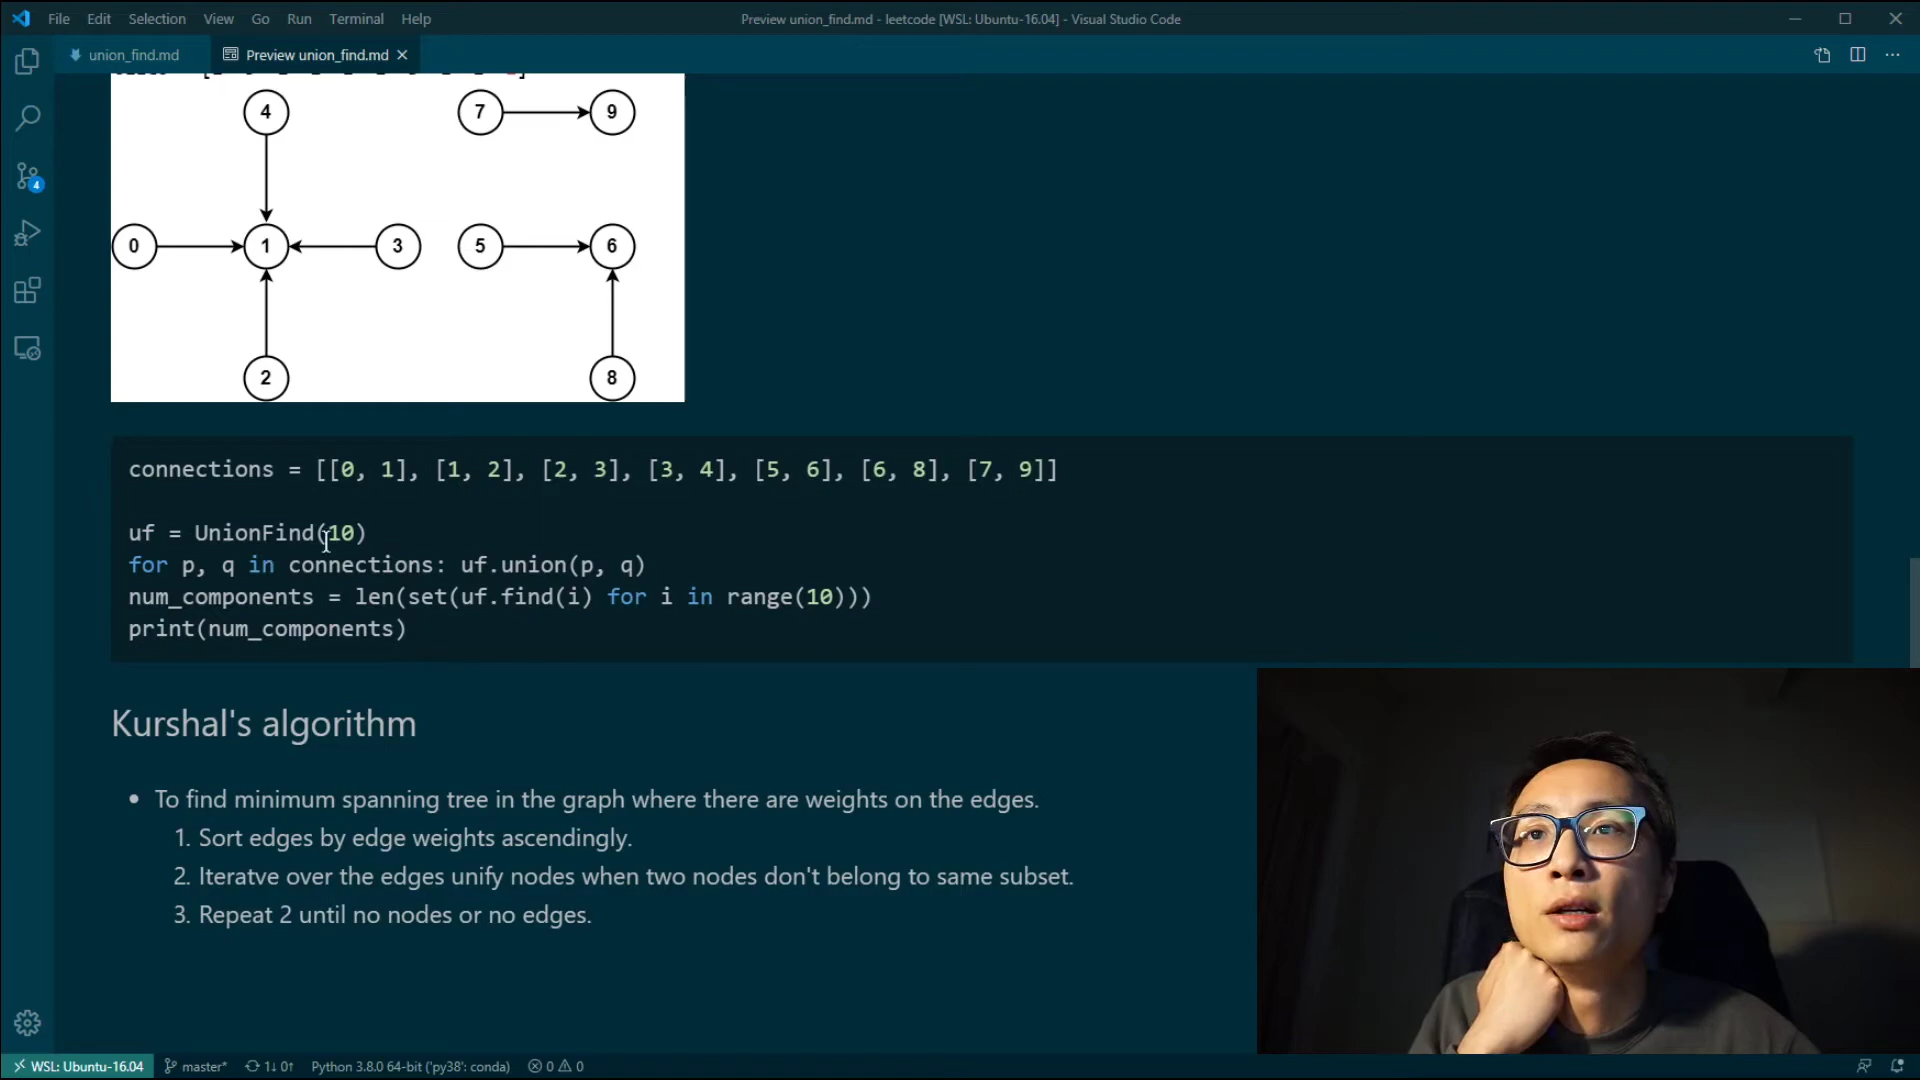 File Edit Selection View Go Run Terminal Help
Preview union_find.md - leetcode [WSL: Ubuntu-16.04] - Visual Studio Code
union_find.md
Preview union_find.md
4 7 9
0 1 3 5 6
2 8
4
connections = [[0, 1], [1, 2], [2, 3], [3, 4], [5, 6], [6, 8], [7, 9]]
uf = UnionFind(10)
for p, q in connections: uf.union(p, q)
num_components = len(set(uf.find(i) for i in range(10)))
print(num_components)
Kurshal's algorithm
• To find minimum spanning tree in the graph where there are weights on the edges.
1. Sort edges by edge weights ascendingly.
2. Iteratve over the edges unify nodes when two nodes don't belong to same subset.
3. Repeat 2 until no nodes or no edges.
WSL: Ubuntu-16.04 master* 1↓ 0↑ Python 3.8.0 64-bit ('py38': conda) 0 0